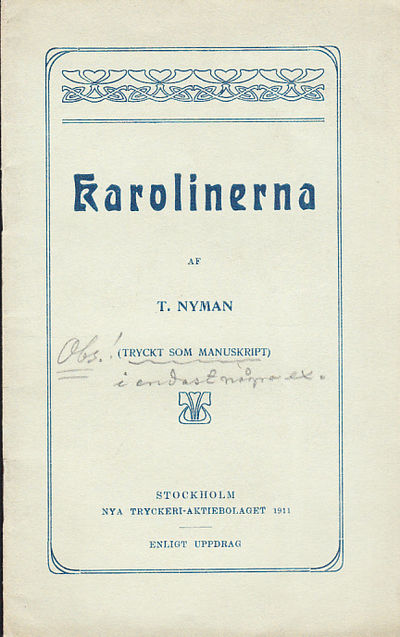 Karolinerna
AF
T. NYMAN
Obs.! (TRYCKT SOM MANUSKRIPT)
i endast några ex.
STOCKHOLM
NYA TRYCKERI-AKTIEBOLAGET 1911
ENLIGT UPPDRAG